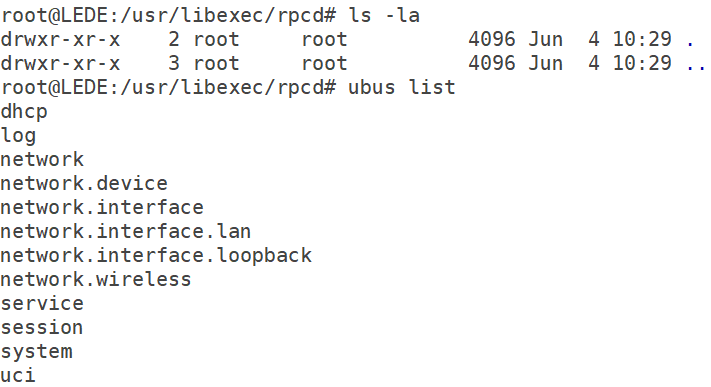 root@LEDE:/usr/libexec/rpcd# ls -la
drwxr-xr-x    2 root     root          4096 Jun  4 10:29 .
drwxr-xr-x    3 root     root          4096 Jun  4 10:29 ..
root@LEDE:/usr/libexec/rpcd# ubus list
dhcp
log
network
network.device
network.interface
network.interface.lan
network.interface.loopback
network.wireless
service
session
system
uci